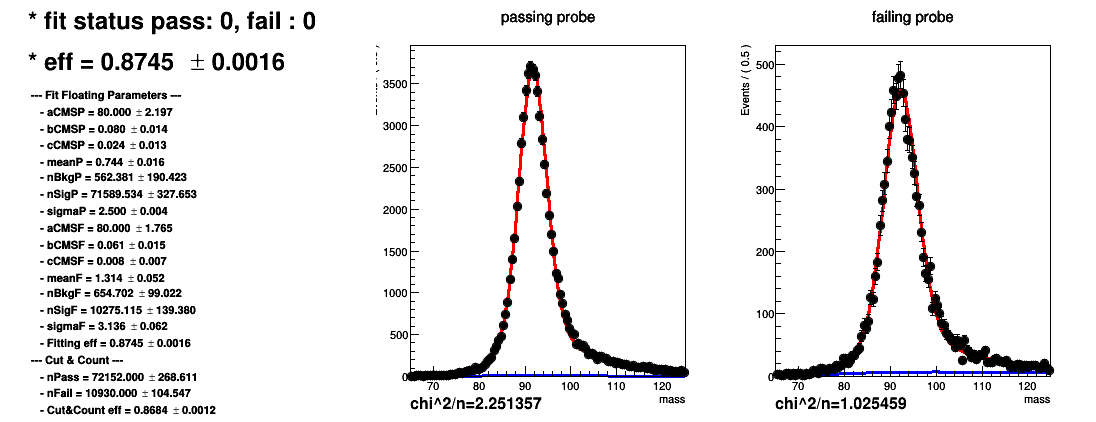 * fit status pass: 0, fail : 0
* eff = 0.8745 ± 0.0016
--- Fit Floating Parameters ---
- aCMSP = 80.000 ± 2.197
- bCMSP = 0.080 ± 0.014
- cCMSP = 0.024 ± 0.013
- meanP = 0.744 ± 0.016
- nBkgP = 562.381 ± 190.423
- nSigP = 71589.534 ± 327.653
- sigmaP = 2.500 ± 0.004
- aCMSF = 80.000 ± 1.765
- bCMSF = 0.061 ± 0.015
- cCMSF = 0.008 ± 0.007
- meanF = 1.314 ± 0.052
- nBkgF = 654.702 ± 99.022
- nSigF = 10275.115 ± 139.380
- sigmaF = 3.136 ± 0.062
- Fitting eff = 0.8745 ± 0.0016
--- Cut & Count ---
- nPass = 72152.000 ± 268.611
- nFail = 10930.000 ± 104.547
- Cut&Count eff = 0.8684 ± 0.0012
passing probe
3500
3000
2500
2000
1500
1000
500
0
70 80 90 100 110 120
mass
chi^2/n=2.251357
failing probe
Events / ( 0.5 )
500
400
300
200
100
0
70 80 90 100 110 120
mass
chi^2/n=1.025459